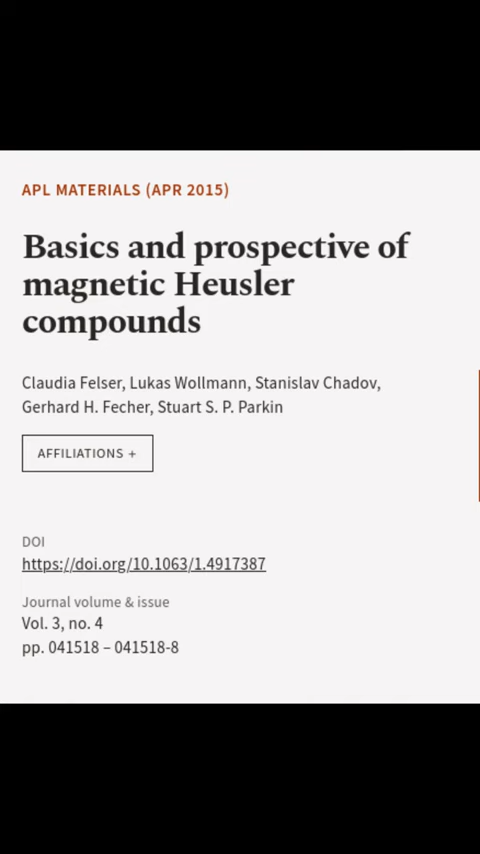 APL MATERIALS (APR 2015)
Basics and prospective of
magnetic Heusler
compounds
Claudia Felser, Lukas Wollmann, Stanislav Chadov,
Gerhard H. Fecher, Stuart S. P. Parkin
AFFILIATIONS +
DOI
https://doi.org/10.1063/1.4917387
Journal volume & issue
Vol. 3, no. 4
pp. 041518 – 041518-8